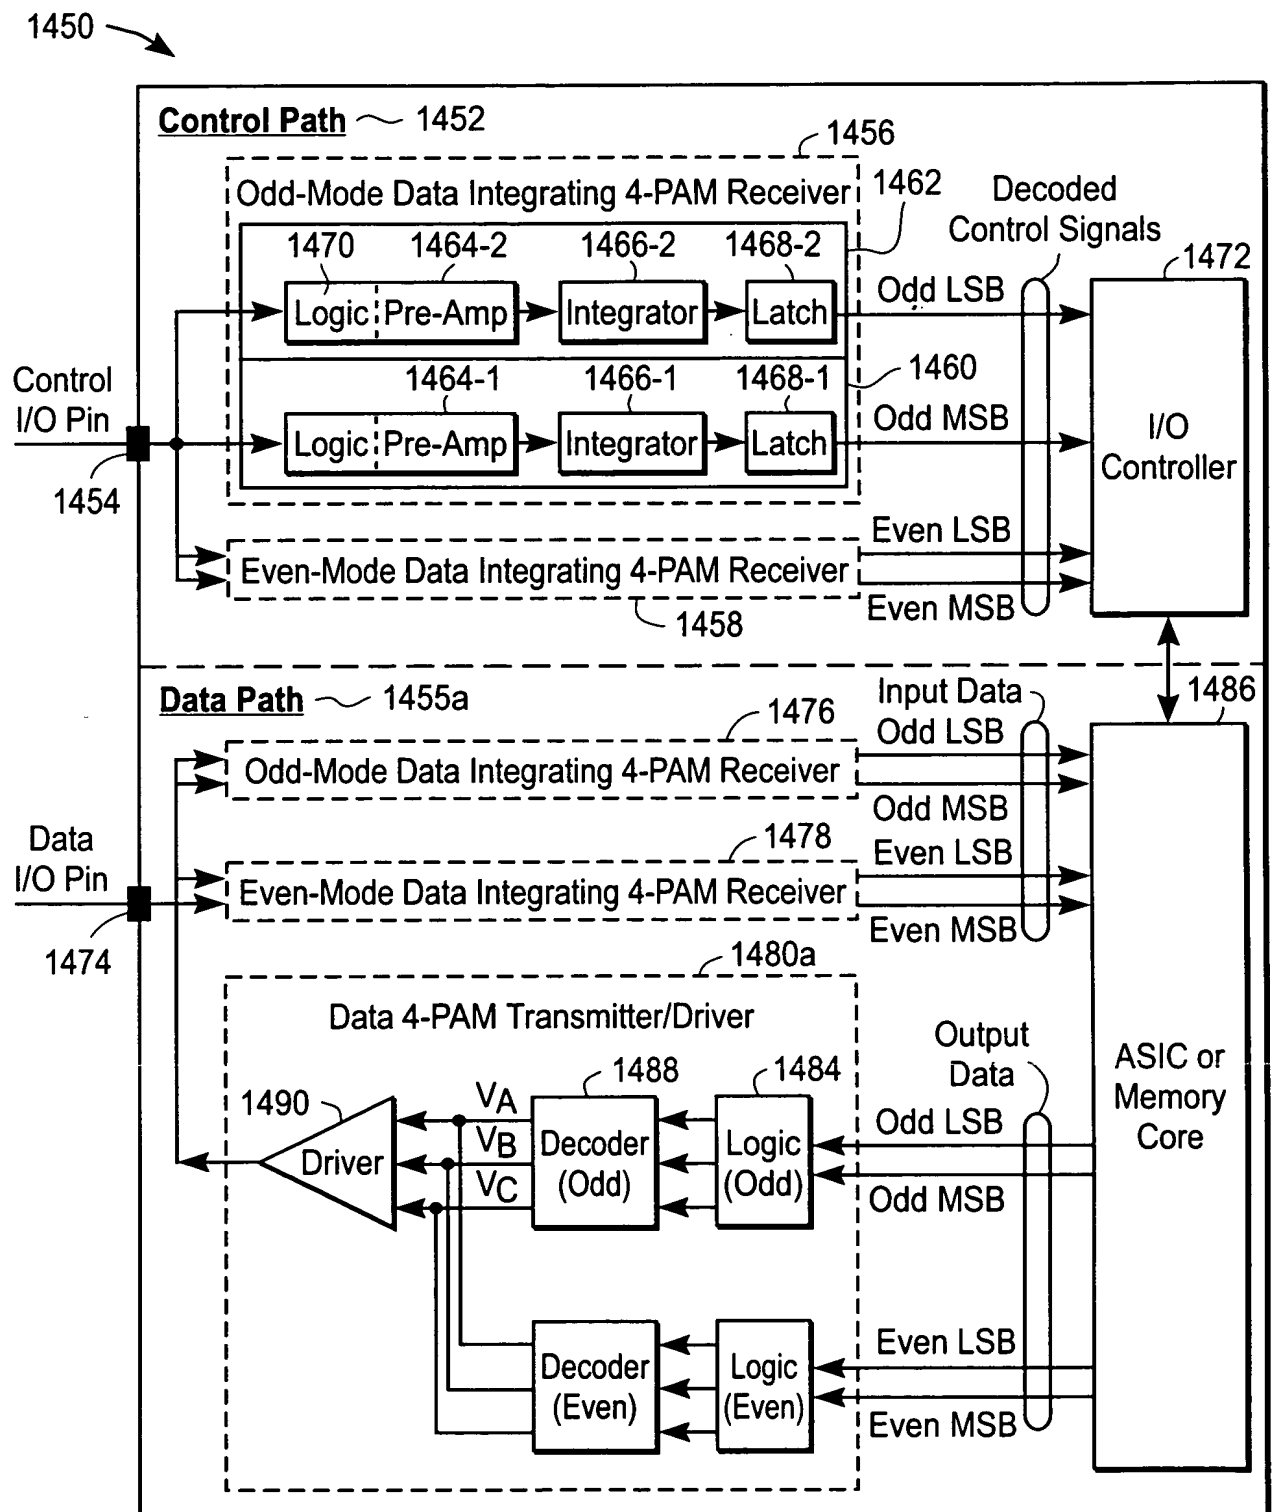 1450
Control Path 1452
1456
Odd-Mode Data Integrating 4-PAM Receiver
1462
Decoded
Control Signals
1470
1464-2
1466-2
1468-2
1472
Logic
Pre-Amp
Integrator
Latch
Odd LSB
Control
I/O Pin
1464-1
1466-1
1468-1
1460
Logic
Pre-Amp
Integrator
Latch
Odd MSB
I/O
Controller
1454
Even LSB
Even-Mode Data Integrating 4-PAM Receiver
Even MSB
1458
Data Path 1455a
Input Data
1486
1476
Odd LSB
Odd-Mode Data Integrating 4-PAM Receiver
Odd MSB
Data
I/O Pin
1478
Even LSB
Even-Mode Data Integrating 4-PAM Receiver
Even MSB
1474
1480a
Data 4-PAM Transmitter/Driver
Output
Data
ASIC or
Memory
Core
1490
1488
1484
VA
VB
VC
Driver
Decoder
(Odd)
Logic
(Odd)
Odd LSB
Odd MSB
Decoder
(Even)
Logic
(Even)
Even LSB
Even MSB